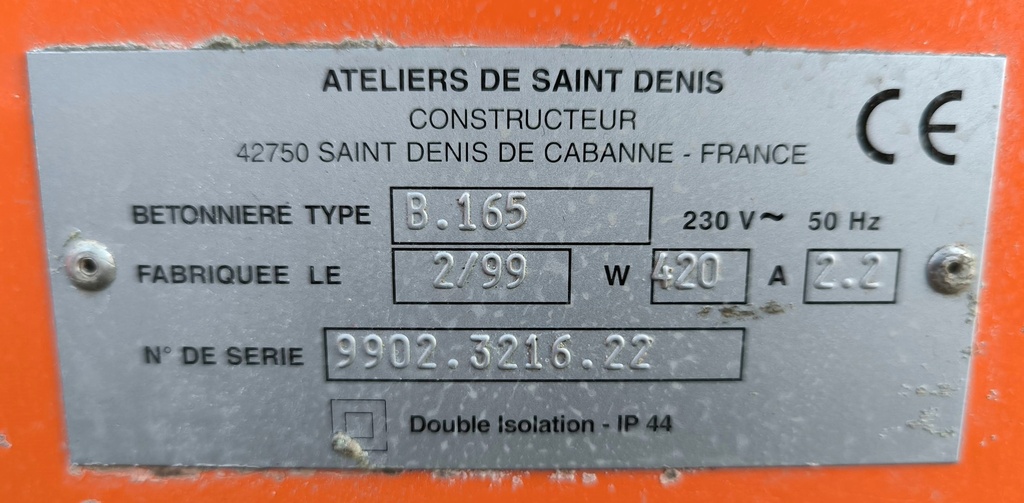 ATELIERS DE SAINT DENIS
CONSTRUCTEUR
42750 SAINT DENIS DE CABANNE - FRANCE
CE
BETONNIERE TYPE B.165 230 V~ 50 Hz
FABRIQUEE LE 2/99 W 420 A 2.2
N° DE SERIE 9902.3216.22
Double Isolation - IP 44